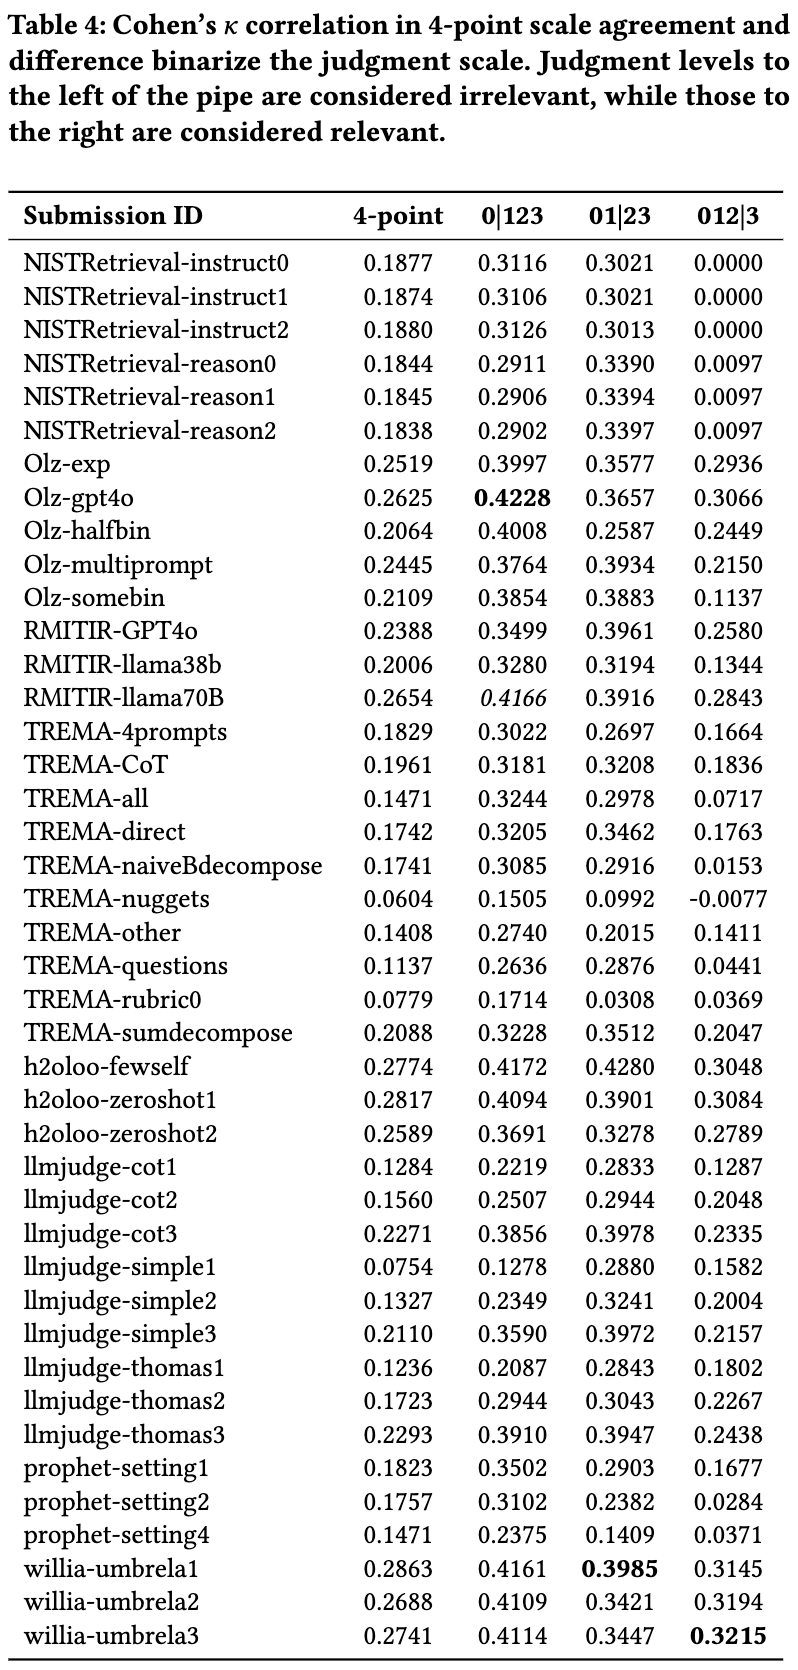 Table 4: Cohen's κ correlation in 4-point scale agreement and
difference binarize the judgment scale. Judgment levels to
the left of the pipe are considered irrelevant, while those to
the right are considered relevant.
Submission ID 4-point 0|123 01|23 012|3
NISTRetrieval-instruct0 0.1877 0.3116 0.3021 0.0000
NISTRetrieval-instruct1 0.1874 0.3106 0.3021 0.0000
NISTRetrieval-instruct2 0.1880 0.3126 0.3013 0.0000
NISTRetrieval-reason0 0.1844 0.2911 0.3390 0.0097
NISTRetrieval-reason1 0.1845 0.2906 0.3394 0.0097
NISTRetrieval-reason2 0.1838 0.2902 0.3397 0.0097
Olz-exp 0.2519 0.3997 0.3577 0.2936
Olz-gpt4o 0.2625 0.4228 0.3657 0.3066
Olz-halfbin 0.2064 0.4008 0.2587 0.2449
Olz-multiprompt 0.2445 0.3764 0.3934 0.2150
Olz-somebin 0.2109 0.3854 0.3883 0.1137
RMITIR-GPT4o 0.2388 0.3499 0.3961 0.2580
RMITIR-llama38b 0.2006 0.3280 0.3194 0.1344
RMITIR-llama70B 0.2654 0.4166 0.3916 0.2843
TREMA-4prompts 0.1829 0.3022 0.2697 0.1664
TREMA-CoT 0.1961 0.3181 0.3208 0.1836
TREMA-all 0.1471 0.3244 0.2978 0.0717
TREMA-direct 0.1742 0.3205 0.3462 0.1763
TREMA-naiveBdecompose 0.1741 0.3085 0.2916 0.0153
TREMA-nuggets 0.0604 0.1505 0.0992 -0.0077
TREMA-other 0.1408 0.2740 0.2015 0.1411
TREMA-questions 0.1137 0.2636 0.2876 0.0441
TREMA-rubric0 0.0779 0.1714 0.0308 0.0369
TREMA-sumdecompose 0.2088 0.3228 0.3512 0.2047
h2oloo-fewself 0.2774 0.4172 0.4280 0.3048
h2oloo-zeroshot1 0.2817 0.4094 0.3901 0.3084
h2oloo-zeroshot2 0.2589 0.3691 0.3278 0.2789
llmjudge-cot1 0.1284 0.2219 0.2833 0.1287
llmjudge-cot2 0.1560 0.2507 0.2944 0.2048
llmjudge-cot3 0.2271 0.3856 0.3978 0.2335
llmjudge-simple1 0.0754 0.1278 0.2880 0.1582
llmjudge-simple2 0.1327 0.2349 0.3241 0.2004
llmjudge-simple3 0.2110 0.3590 0.3972 0.2157
llmjudge-thomas1 0.1236 0.2087 0.2843 0.1802
llmjudge-thomas2 0.1723 0.2944 0.3043 0.2267
llmjudge-thomas3 0.2293 0.3910 0.3947 0.2438
prophet-setting1 0.1823 0.3502 0.2903 0.1677
prophet-setting2 0.1757 0.3102 0.2382 0.0284
prophet-setting4 0.1471 0.2375 0.1409 0.0371
willia-umbrela1 0.2863 0.4161 0.3985 0.3145
willia-umbrela2 0.2688 0.4109 0.3421 0.3194
willia-umbrela3 0.2741 0.4114 0.3447 0.3215